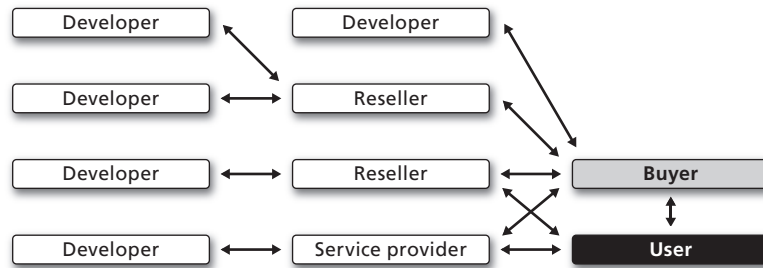 Developer
Developer
Developer
Reseller
Developer
Reseller
Buyer
Developer
Service provider
User